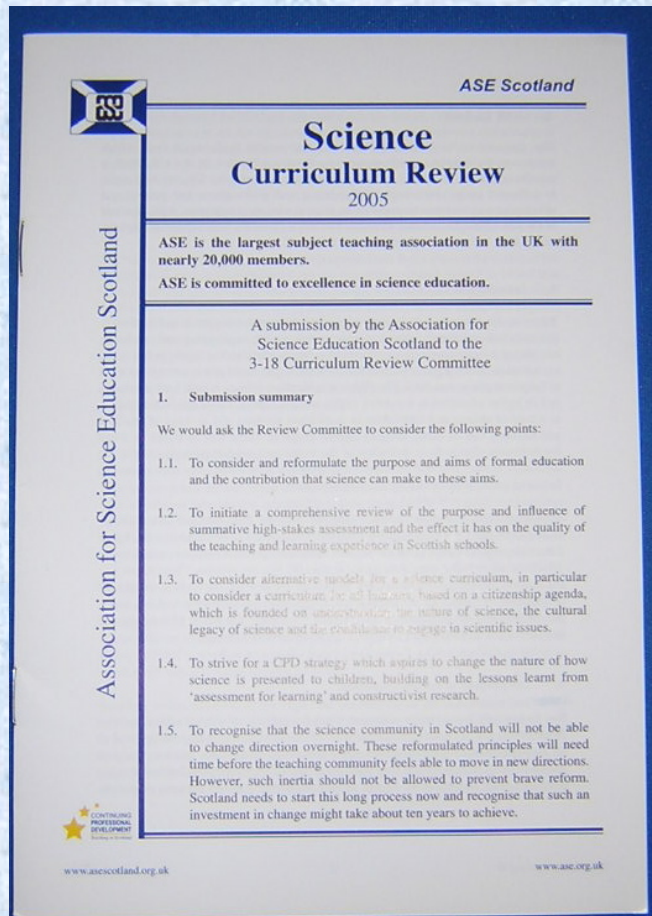 ASE Scotland
ase
Science
Curriculum Review
2005
ASE is the largest subject teaching association in the UK with
nearly 20,000 members.
ASE is committed to excellence in science education.
Association for Science Education Scotland
A submission by the Association for
Science Education Scotland to the
3-18 Curriculum Review Committee
1. Submission summary
We would ask the Review Committee to consider the following points:
1.1. To consider and reformulate the purpose and aims of formal education
and the contribution that science can make to these aims.
1.2. To initiate a comprehensive review of the purpose and influence of
summative high-stakes assessment and the effect it has on the quality of
the teaching and learning experience in Scottish schools.
1.3. To consider alternative models for a science curriculum, in particular
to consider a curriculum for all learners, based on a citizenship agenda,
which is founded on understanding the nature of science, the cultural
legacy of science and the confidence to engage in scientific issues.
1.4. To strive for a CPD strategy which aspires to change the nature of how
science is presented to children, building on the lessons learnt from
‘assessment for learning’ and constructivist research.
1.5. To recognise that the science community in Scotland will not be able
to change direction overnight. These reformulated principles will need
time before the teaching community feels able to move in new directions.
However, such inertia should not be allowed to prevent brave reform.
Scotland needs to start this long process now and recognise that such an
investment in change might take about ten years to achieve.
CONTINUING
PROFESSIONAL
DEVELOPMENT
www.asescotland.org.uk
www.ase.org.uk